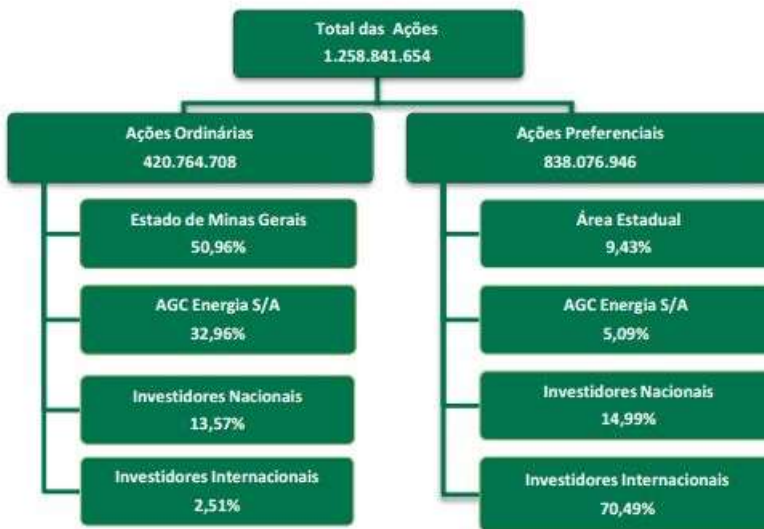 Total das Ações
1.258.841.654
Ações Ordinárias
420.764.708
Estado de Minas Gerais
50,96%
AGC Energia S/A
32,96%
Investidores Nacionais
13,57%
Investidores Internacionais
2,51%
Ações Preferenciais
838.076.946
Área Estadual
9,43%
AGC Energia S/A
5,09%
Investidores Nacionais
14,99%
Investidores Internacionais
70,49%